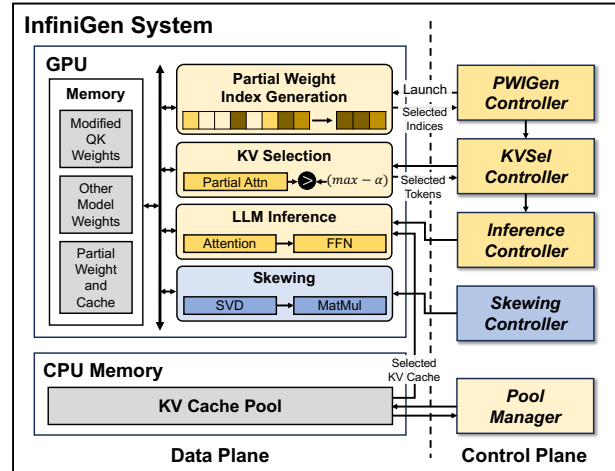 InfiniGen System
GPU
Memory
Modified
QK
Weights
Other
Model
Weights
Partial
Weight
and
Cache
Partial Weight
Index Generation
KV Selection
Partial Attn
> (max − α)
LLM Inference
Attention
FFN
Skewing
SVD
MatMul
Launch
Selected
Indices
Selected
Tokens
Selected
KV Cache
PWIGen
Controller
KVSel
Controller
Inference
Controller
Skewing
Controller
CPU Memory
KV Cache Pool
Pool
Manager
Data Plane
Control Plane